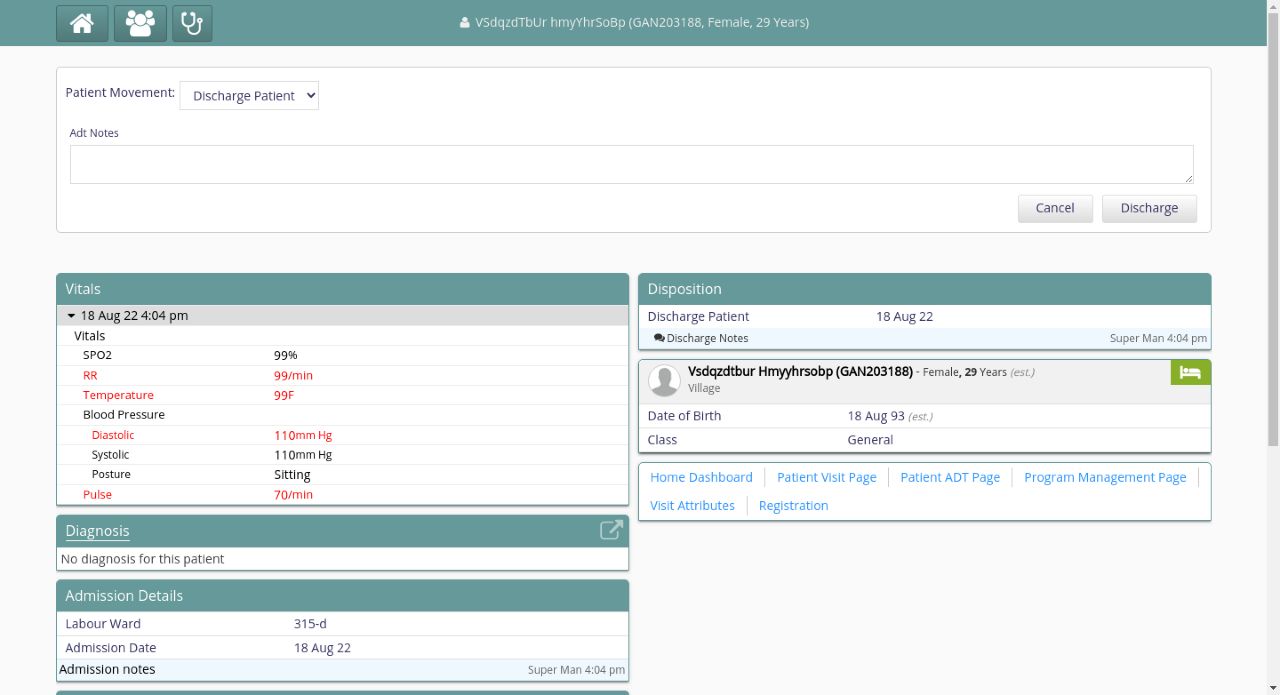 VSdqzdTbUr hmyYhrSoBp (GAN203188, Female, 29 Years)
Patient Movement: Discharge Patient
Adt Notes
Cancel Discharge
Vitals
18 Aug 22 4:04 pm
Vitals
SPO2 99%
RR 99/min
Temperature 99F
Blood Pressure
Diastolic 110mm Hg
Systolic 110mm Hg
Posture Sitting
Pulse 70/min
Diagnosis
No diagnosis for this patient
Admission Details
Labour Ward 315-d
Admission Date 18 Aug 22
Admission notes Super Man 4:04 pm
Disposition
Discharge Patient 18 Aug 22
Discharge Notes Super Man 4:04 pm
Vsdqzdtbur Hmyyhrsobp (GAN203188) - Female, 29 Years (est.)
Village
Date of Birth 18 Aug 93 (est.)
Class General
Home Dashboard Patient Visit Page Patient ADT Page Program Management Page
Visit Attributes Registration